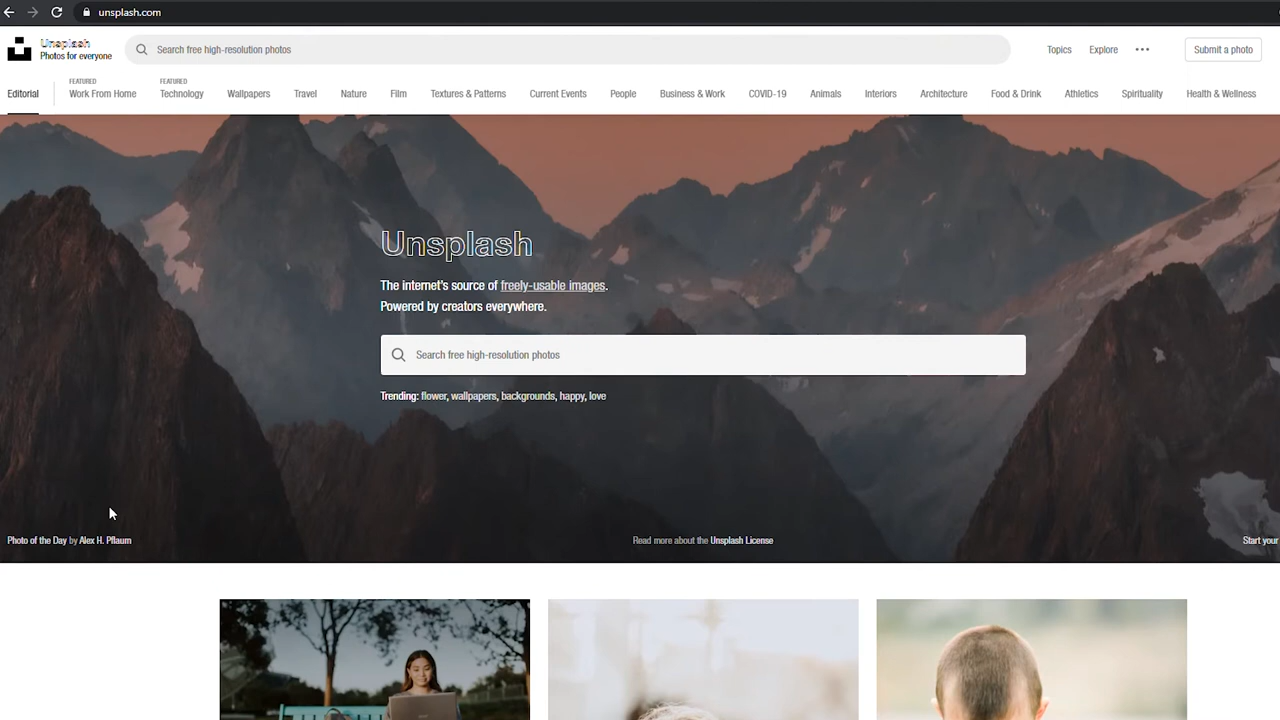 unsplash.com
Unsplash
Photos for everyone
Search free high-resolution photos
Topics
Explore
Submit a photo
Editorial
FEATURED
Work From Home
FEATURED
Technology
Wallpapers
Travel
Nature
Film
Textures & Patterns
Current Events
People
Business & Work
COVID-19
Animals
Interiors
Architecture
Food & Drink
Athletics
Spirituality
Health & Wellness
Unsplash
The internet's source of freely-usable images.
Powered by creators everywhere.
Search free high-resolution photos
Trending: flower, wallpapers, backgrounds, happy, love
Photo of the Day by Alex H. Pflaum
Read more about the Unsplash License
Start your